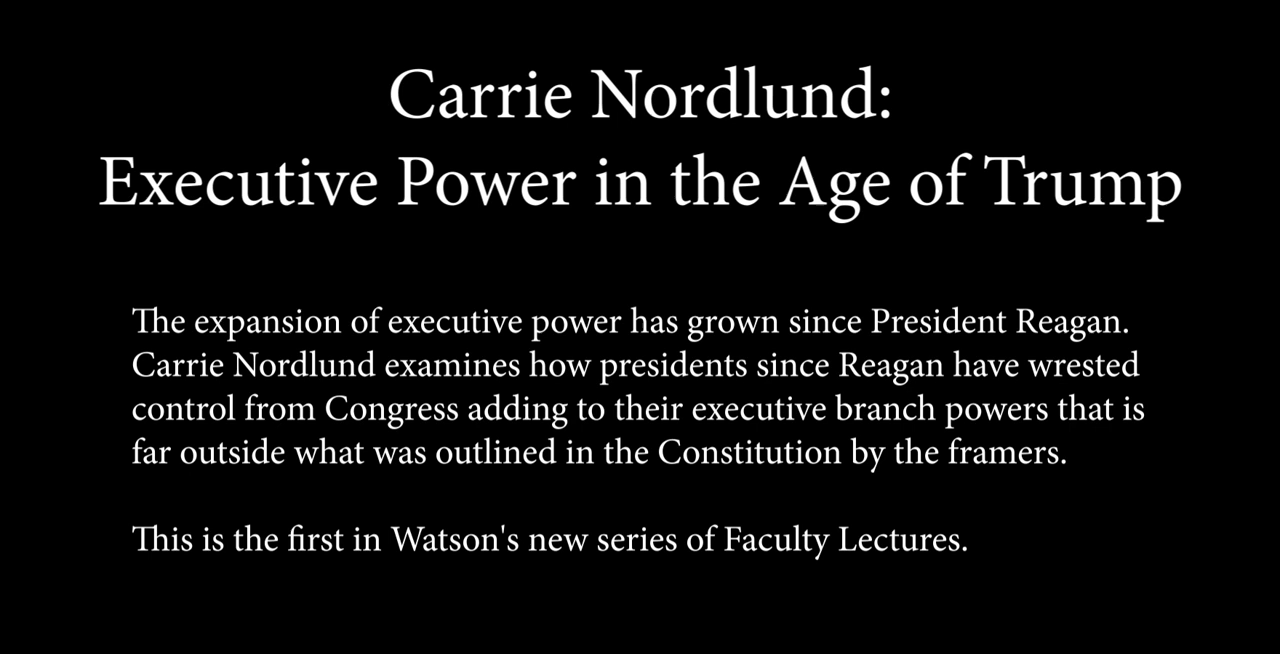 Carrie Nordlund:
Executive Power in the Age of Trump
The expansion of executive power has grown since President Reagan.
Carrie Nordlund examines how presidents since Reagan have wrested
control from Congress adding to their executive branch powers that is
far outside what was outlined in the Constitution by the framers.
This is the first in Watson's new series of Faculty Lectures.